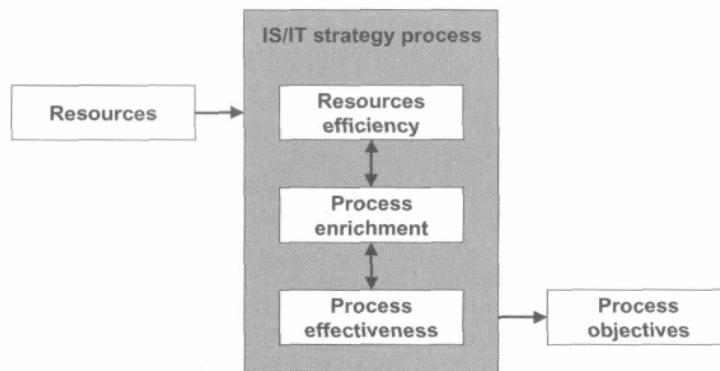 IS/IT strategy process
Resources
Resources
efficiency
Process
enrichment
Process
effectiveness
Process
objectives